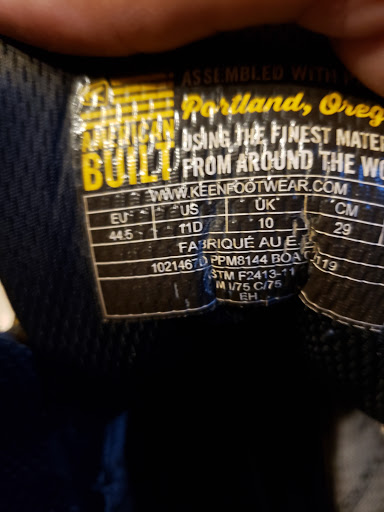 ASSEMBLED WITH
Portland, Oreg
AMERICAN
BUILT
USING THE FINEST MATE
FROM AROUND THE WO
WWW.KEENFOOTWEAR.COM
EU US UK CM
44.5 11D 10 29
FABRIQUÉ AU E
1021467D PPM8144 BOA 119
STM F2413-11
M I/75 C/75
EH